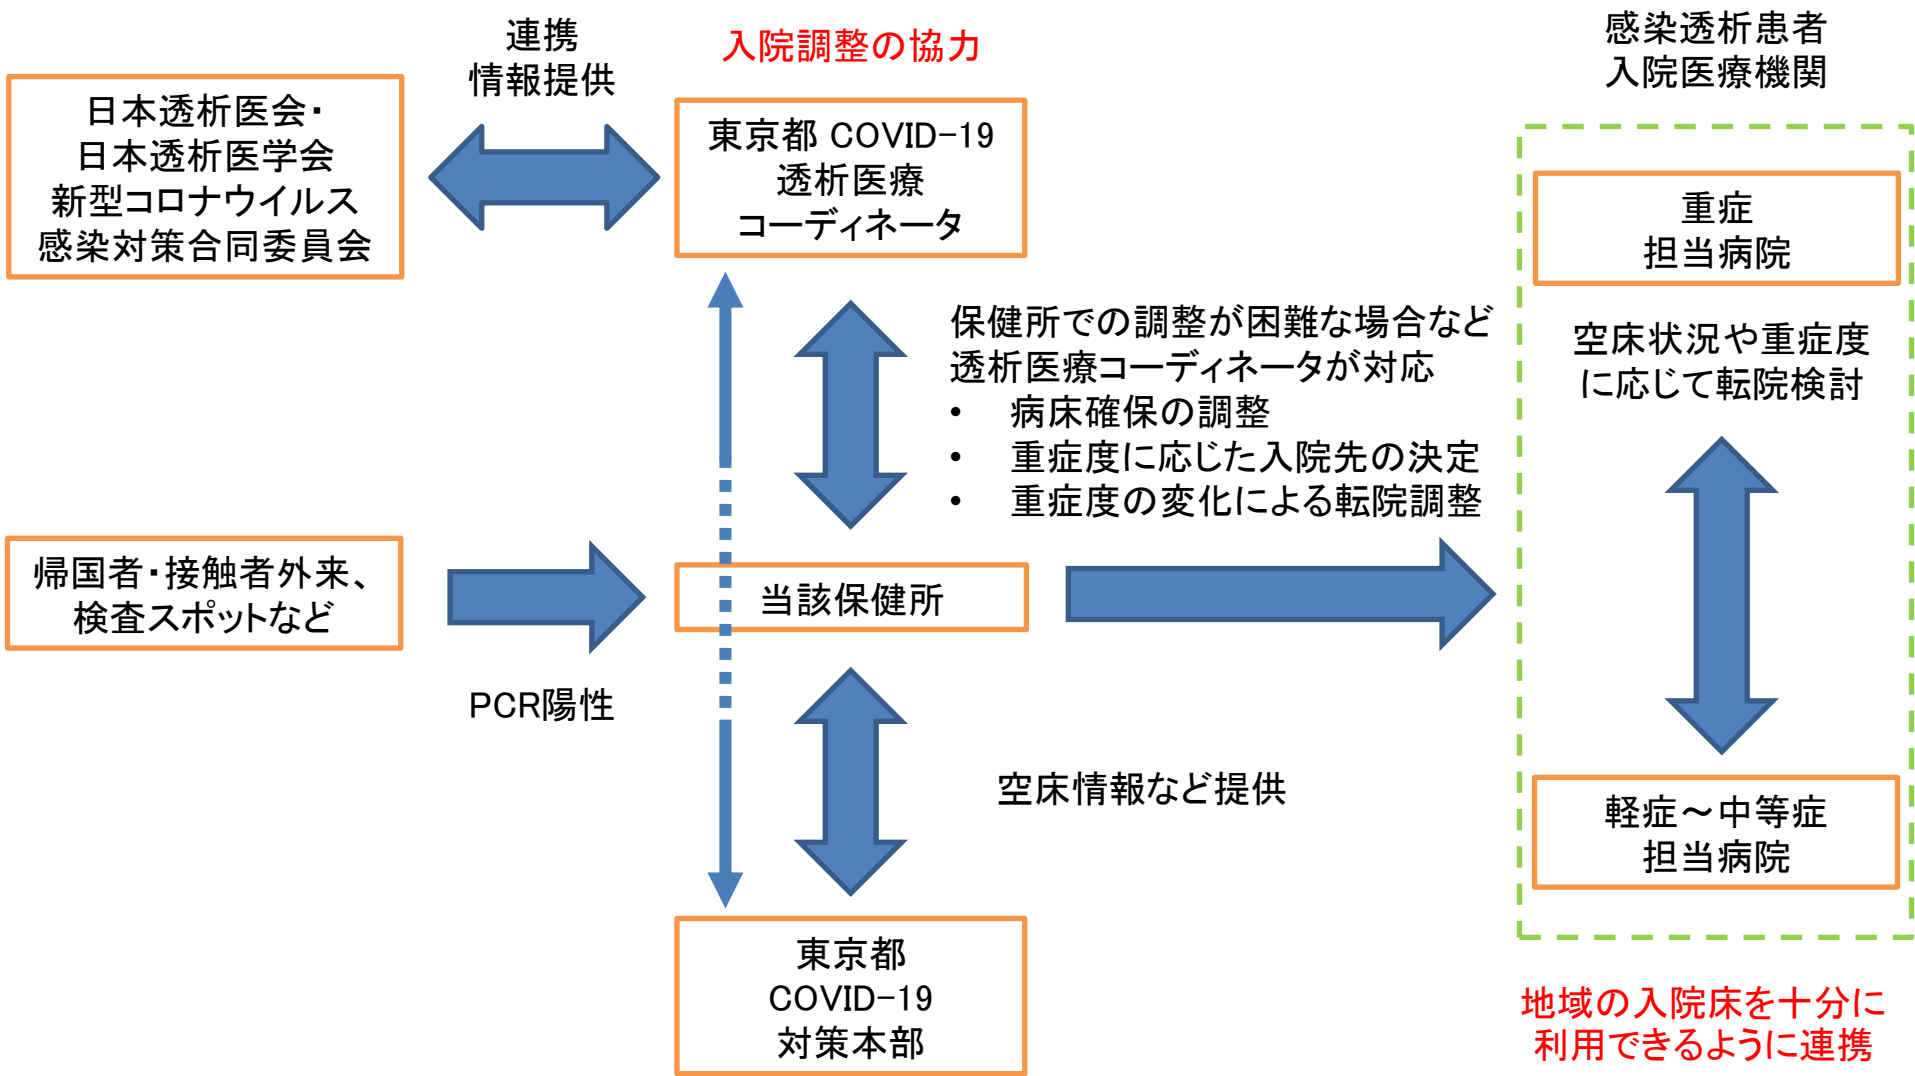 連携
情報提供
入院調整の協力
感染透析患者
入院医療機関
日本透析医会・
日本透析医学会
新型コロナウイルス
感染対策合同委員会
東京都 COVID-19
透析医療
コーディネータ
重症
担当病院
保健所での調整が困難な場合など
透析医療コーディネータが対応
• 病床確保の調整
• 重症度に応じた入院先の決定
• 重症度の変化による転院調整
空床状況や重症度
に応じて転院検討
帰国者・接触者外来、
検査スポットなど
当該保健所
PCR陽性
空床情報など提供
軽症～中等症
担当病院
東京都
COVID-19
対策本部
地域の入院床を十分に
利用できるように連携